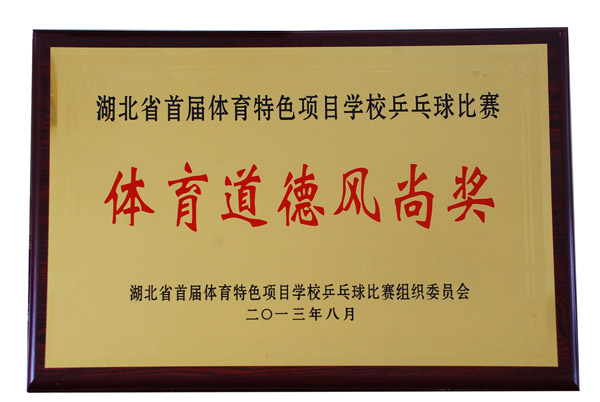 湖北省首届体育特色项目学校乒乓球比赛
体育道德风尚奖
湖北省首届体育特色项目学校乒乓球比赛组织委员会
二〇一三年八月